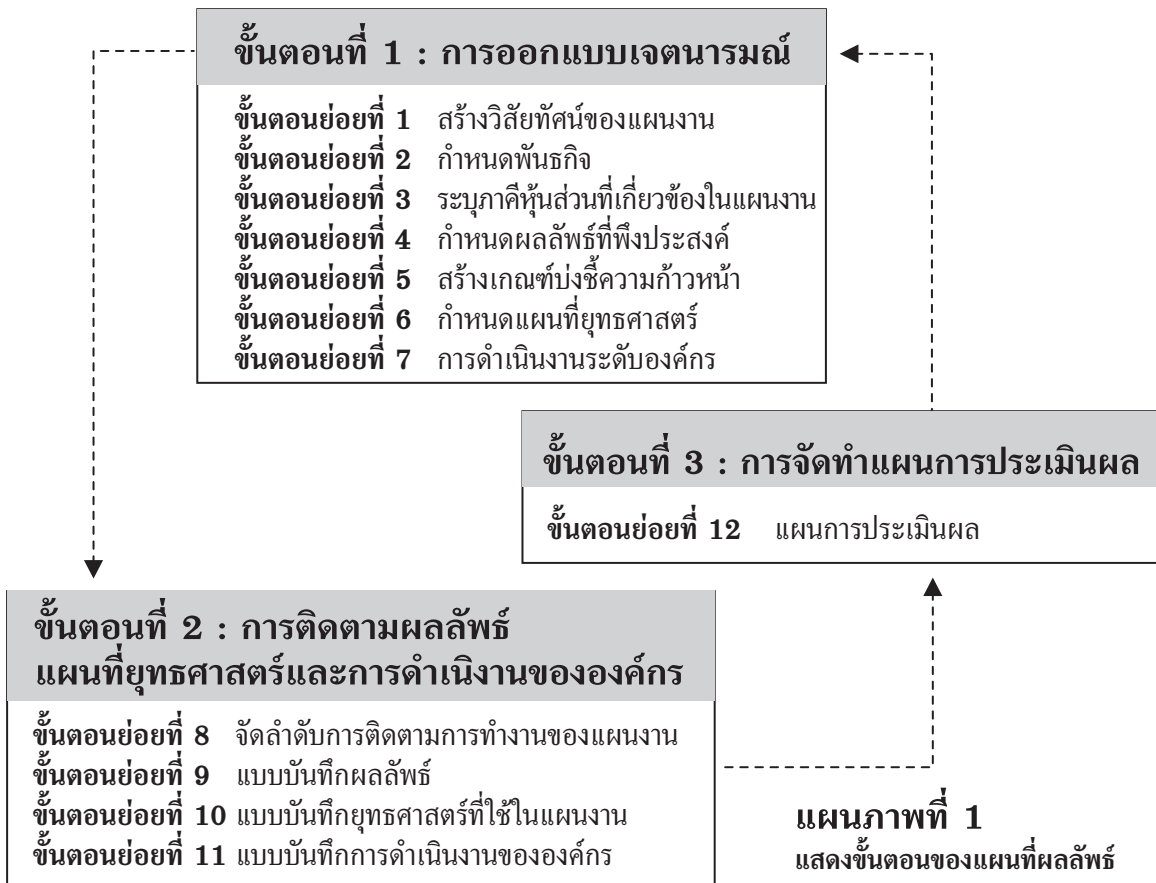 ขั้นตอนที่ 1 : การออกแบบเจตนารมณ์
ขั้นตอนย่อยที่ 1 สร้างวิสัยทัศน์ของแผนงาน
ขั้นตอนย่อยที่ 2 กำหนดพันธกิจ
ขั้นตอนย่อยที่ 3 ระบุภาคีหุ้นส่วนที่เกี่ยวข้องในแผนงาน
ขั้นตอนย่อยที่ 4 กำหนดผลลัพธ์ที่พึงประสงค์
ขั้นตอนย่อยที่ 5 สร้างเกณฑ์บ่งชี้ความก้าวหน้า
ขั้นตอนย่อยที่ 6 กำหนดแผนที่ยุทธศาสตร์
ขั้นตอนย่อยที่ 7 การดำเนินงานระดับองค์กร
ขั้นตอนที่ 3 : การจัดทำแผนการประเมินผล
ขั้นตอนย่อยที่ 12 แผนการประเมินผล
ขั้นตอนที่ 2 : การติดตามผลลัพธ์
แผนที่ยุทธศาสตร์และการดำเนิงานขององค์กร
ขั้นตอนย่อยที่ 8 จัดลำดับการติดตามการทำงานของแผนงาน
ขั้นตอนย่อยที่ 9 แบบบันทึกผลลัพธ์
ขั้นตอนย่อยที่ 10 แบบบันทึกยุทธศาสตร์ที่ใช้ในแผนงาน
ขั้นตอนย่อยที่ 11 แบบบันทึกการดำเนินงานขององค์กร
แผนภาพที่ 1
แสดงขั้นตอนของแผนที่ผลลัพธ์